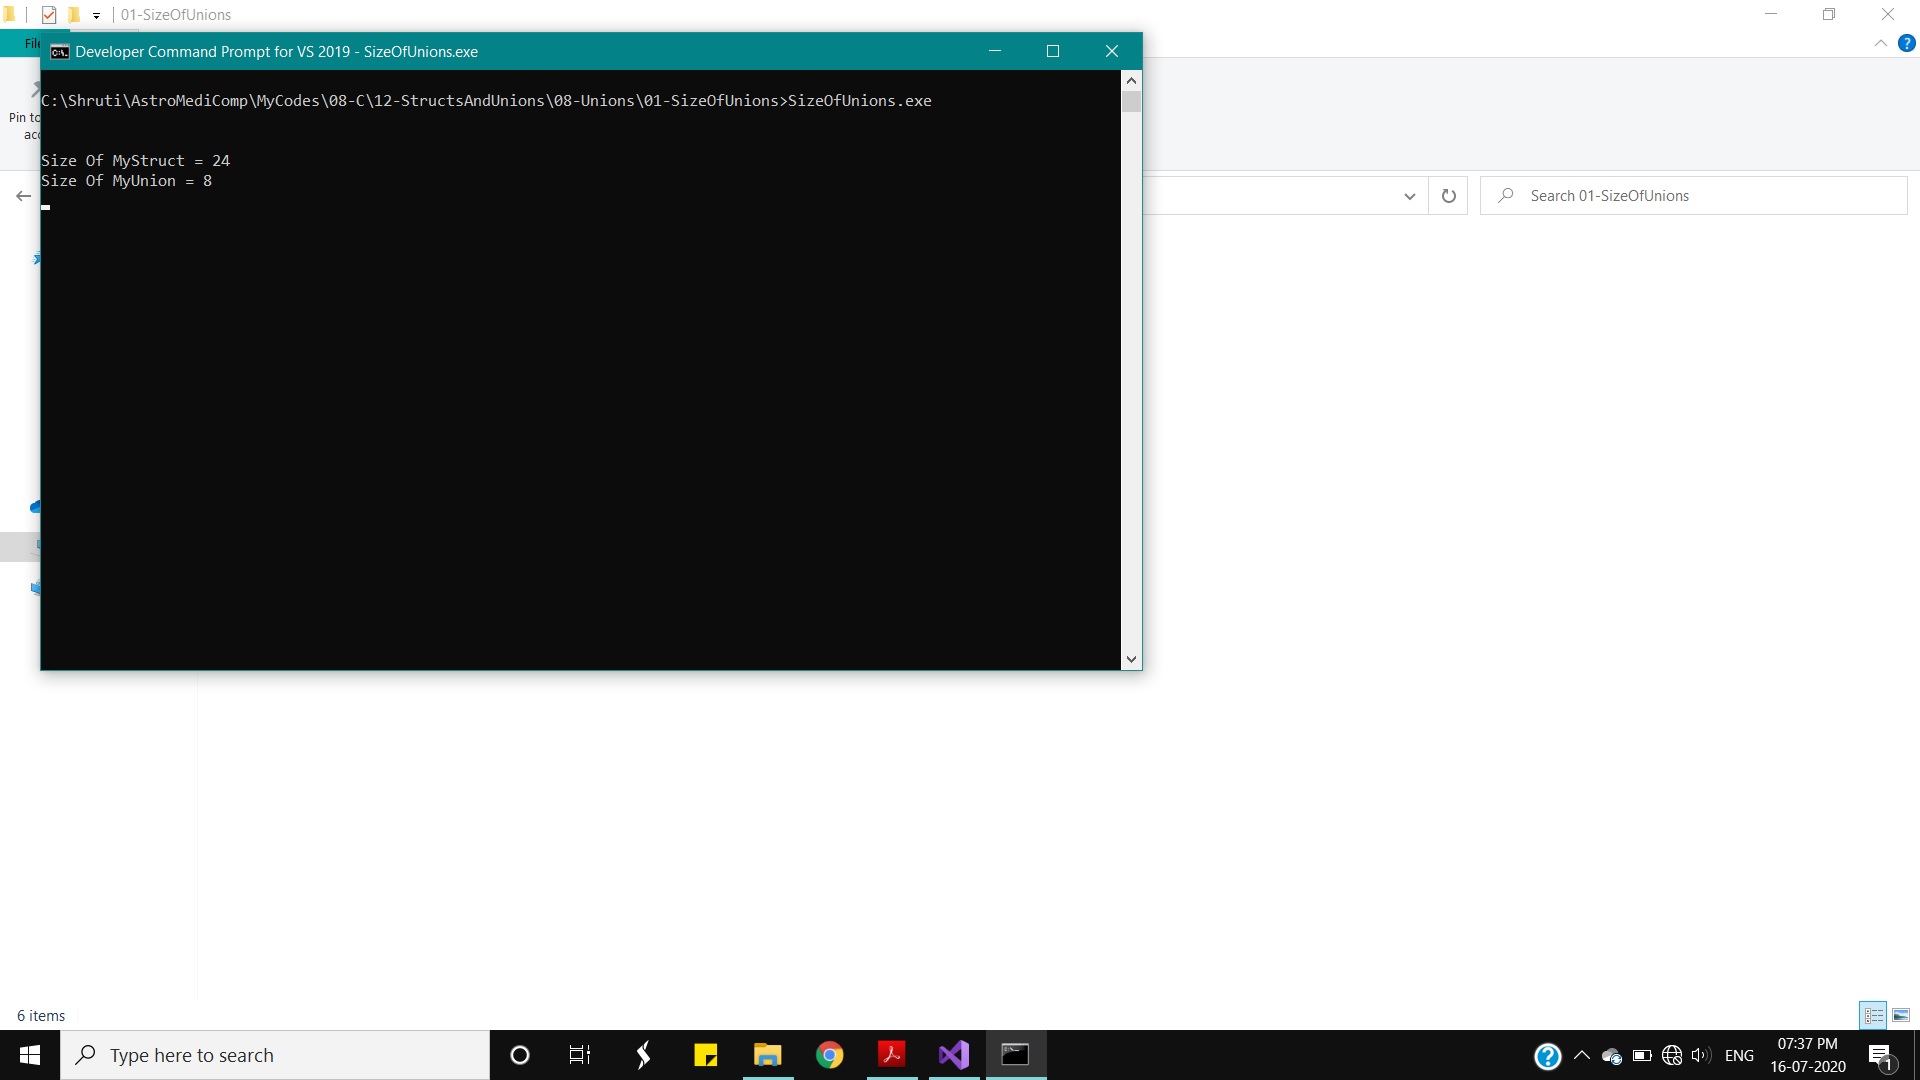 01-SizeOfUnions
File
Developer Command Prompt for VS 2019 - SizeOfUnions.exe
C:\Shruti\AstroMediComp\MyCodes\08-C\12-StructsAndUnions\08-Unions\01-SizeOfUnions>SizeOfUnions.exe
Pin to
Size Of MyStruct = 24
Size Of MyUnion = 8
Search 01-SizeOfUnions
6 items
Type here to search
ENG
07:37 PM
16-07-2020
1